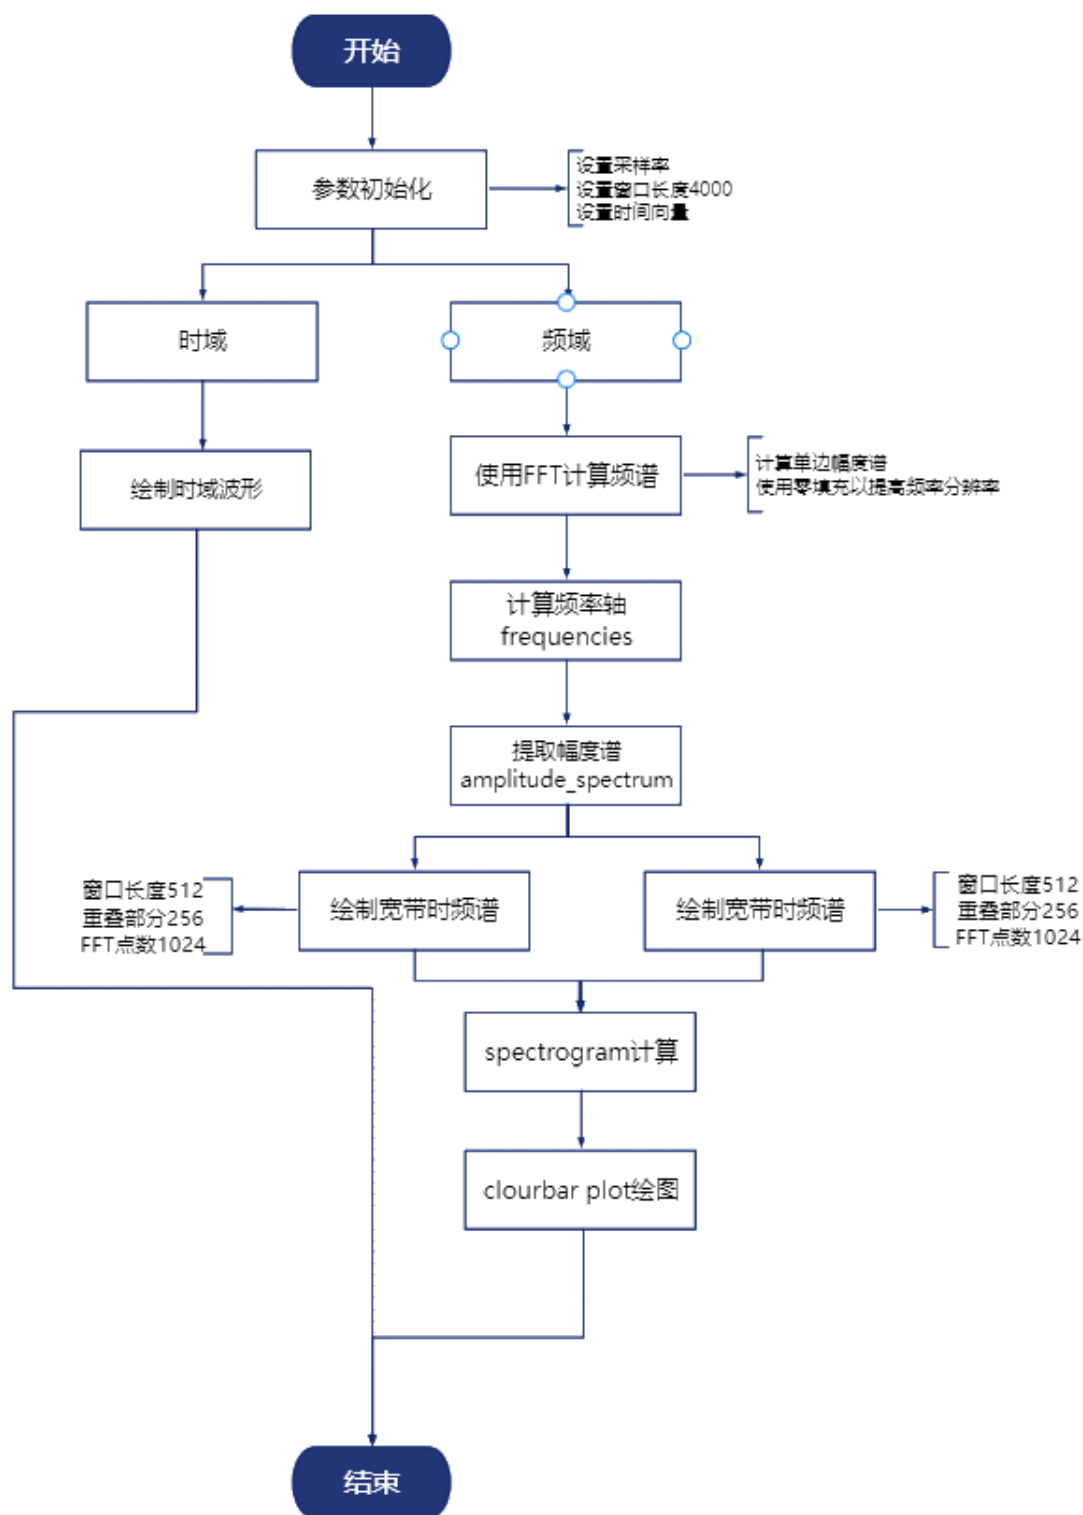 开始
参数初始化
设置采样率
设置窗口长度4000
设置时间向量
时域
频域
绘制时域波形
使用FFT计算频谱
计算单边幅度谱
使用零填充以提高频率分辨率
计算频率轴
frequencies
提取幅度谱
amplitude_spectrum
窗口长度512
重叠部分256
FFT点数1024
绘制宽带时频谱
绘制宽带时频谱
窗口长度512
重叠部分256
FFT点数1024
spectrogram计算
clourbar plot绘图
结束